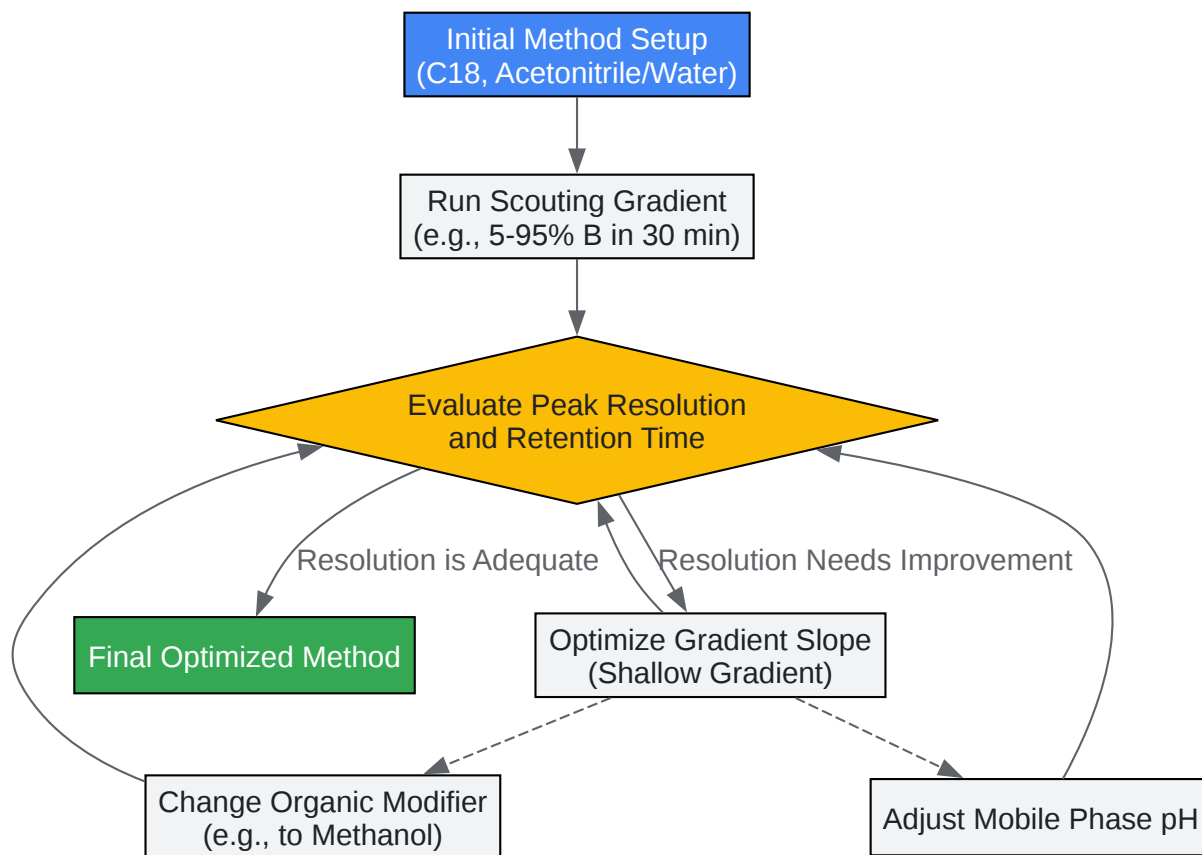 Initial Method Setup
(C18, Acetonitrile/Water)
Run Scouting Gradient
(e.g., 5-95% B in 30 min)
Evaluate Peak Resolution
and Retention Time
Resolution is Adequate
Resolution Needs Improvement
Final Optimized Method
Optimize Gradient Slope
(Shallow Gradient)
Change Organic Modifier
(e.g., to Methanol)
Adjust Mobile Phase pH